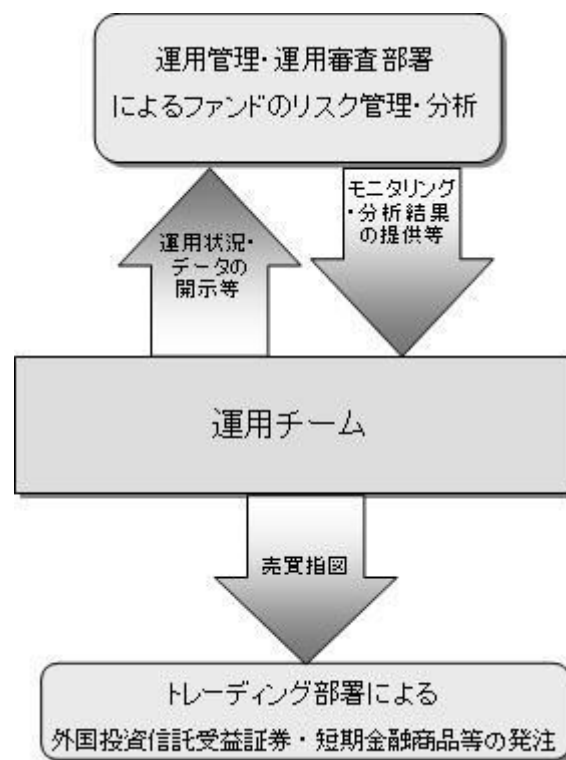 運用管理・運用審査部署
によるファンドのリスク管理・分析
運用状況・
データの
開示等
モニタリング
・分析結果
の提供等
運用チーム
売買指図
トレーディング部署による
外国投資信託受益証券・短期金融商品等の発注